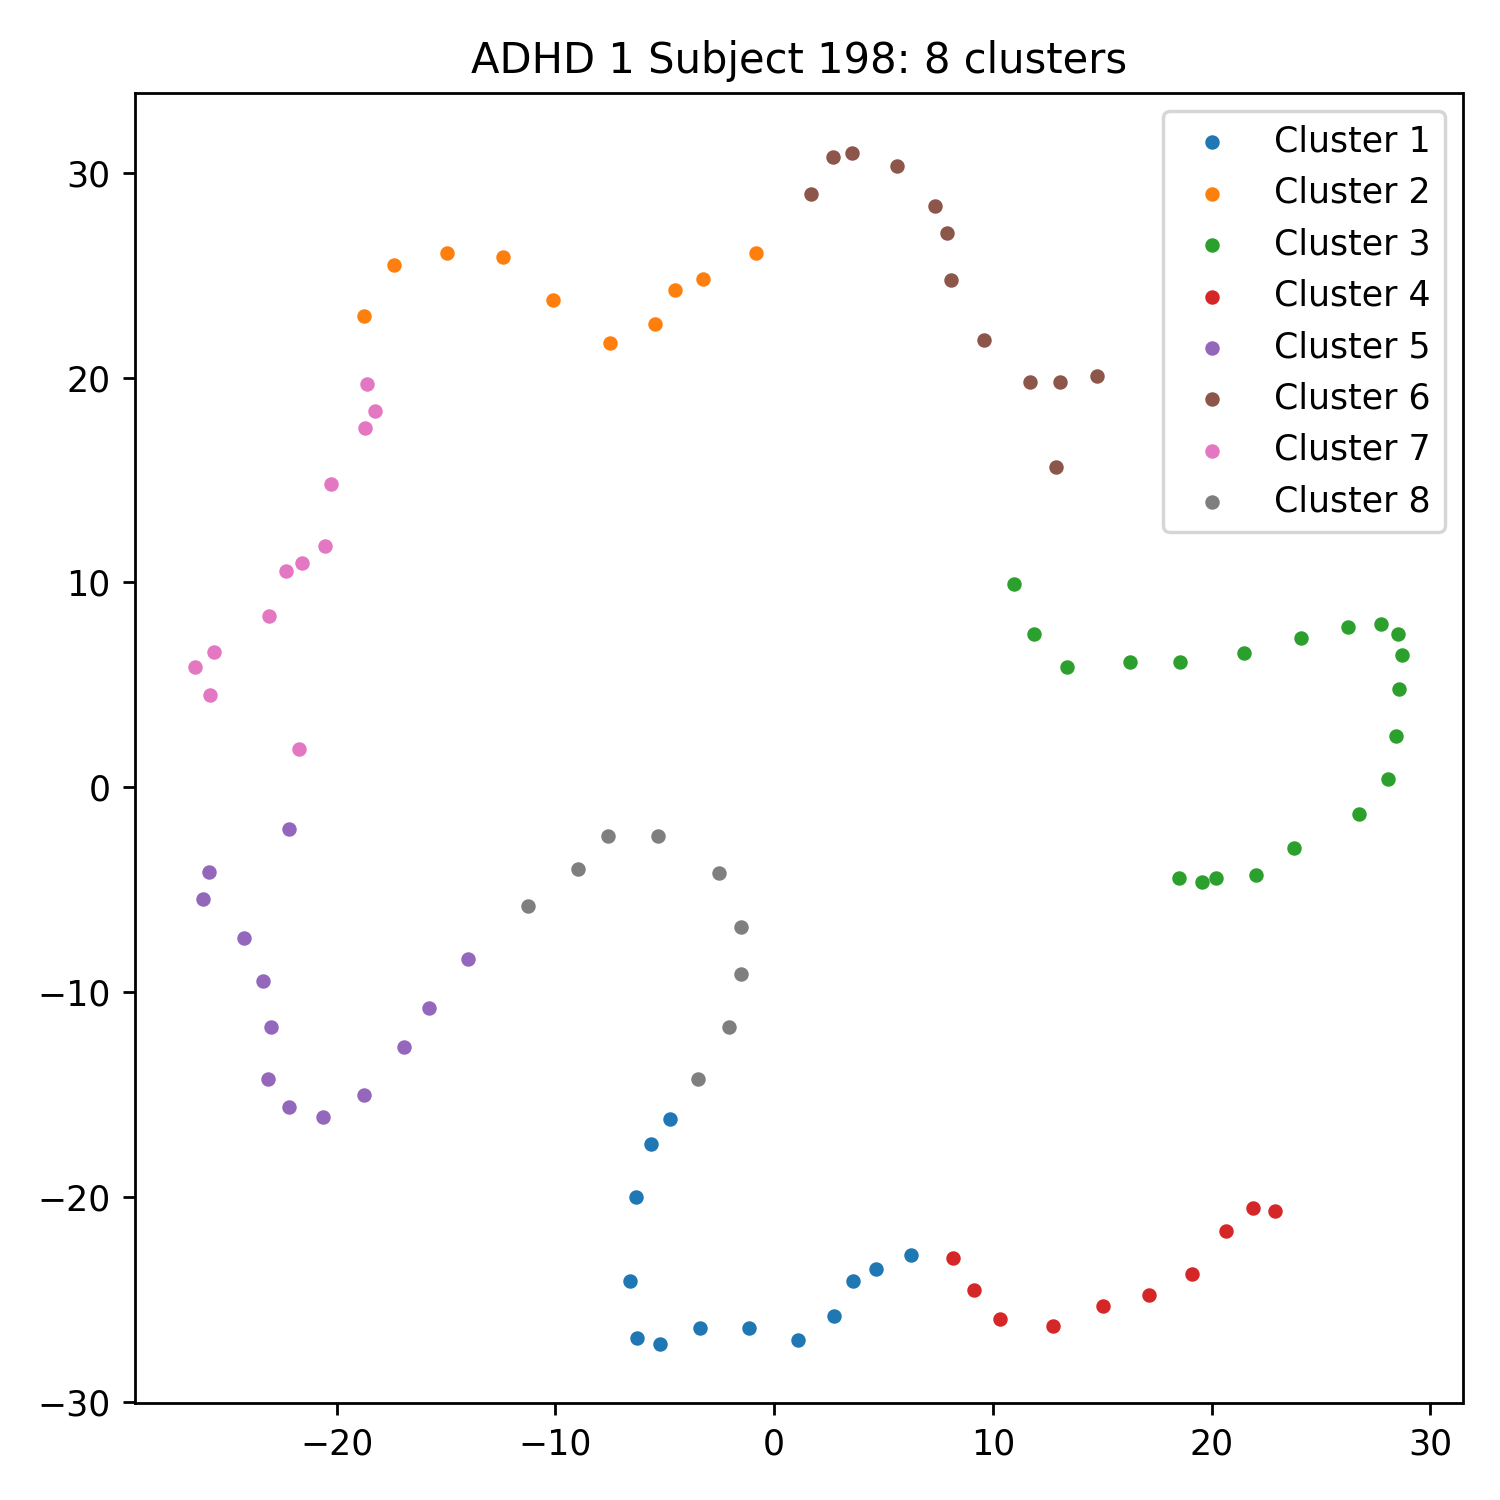 ADHD 1 Subject 198: 8 clusters
Cluster 1
Cluster 2
Cluster 3
Cluster 4
Cluster 5
Cluster 6
Cluster 7
Cluster 8
30
20
10
0
−10
−20
−30
−20 −10 0 10 20 30